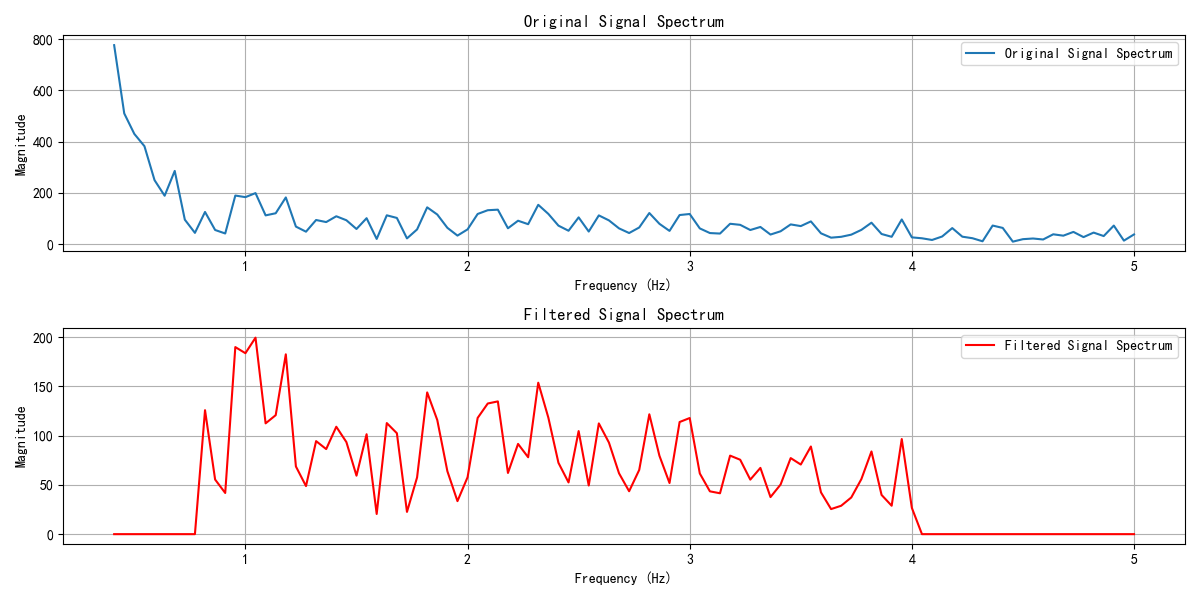 Original Signal Spectrum
800
600
400
200
0
Magnitude
Original Signal Spectrum
1 2 3 4 5
Frequency (Hz)
Filtered Signal Spectrum
200
150
100
50
0
Magnitude
Filtered Signal Spectrum
1 2 3 4 5
Frequency (Hz)